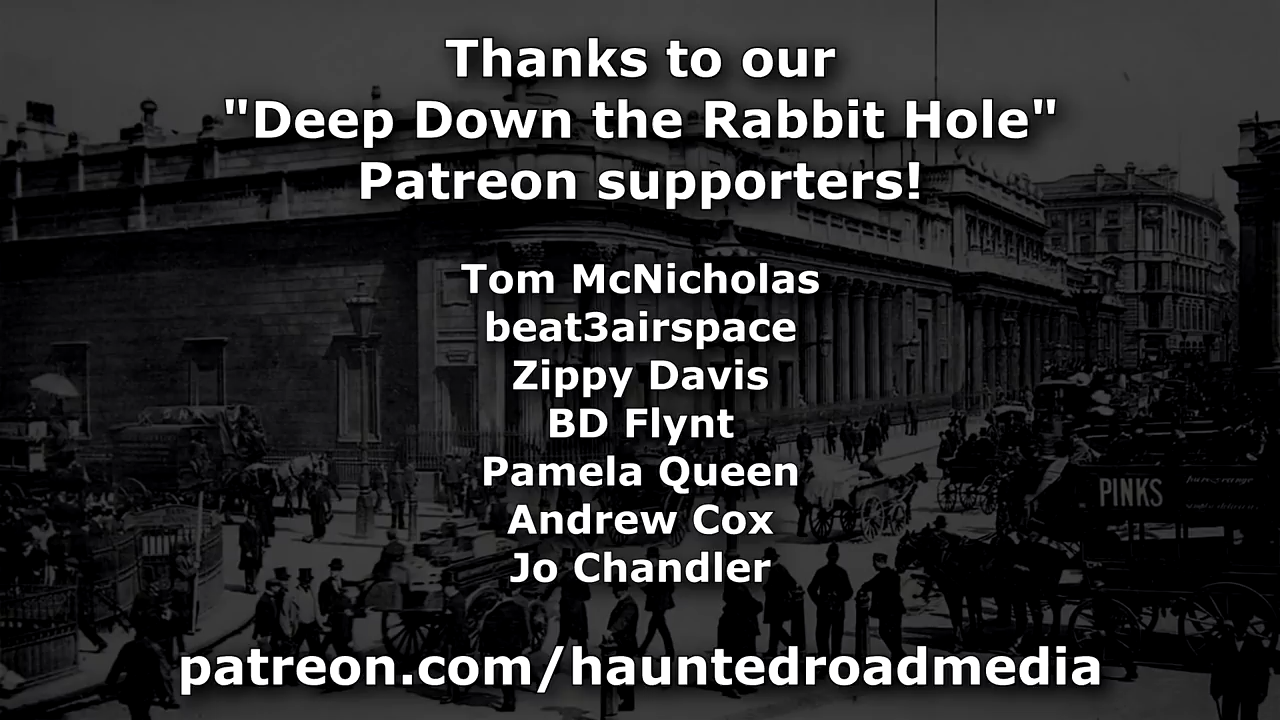 Thanks to our
"Deep Down the Rabbit Hole"
Patreon supporters!
Tom McNicholas
beat3airspace
Zippy Davis
BD Flynt
Pamela Queen
Andrew Cox
Jo Chandler
PINKS
patreon.com/hauntedroadmedia